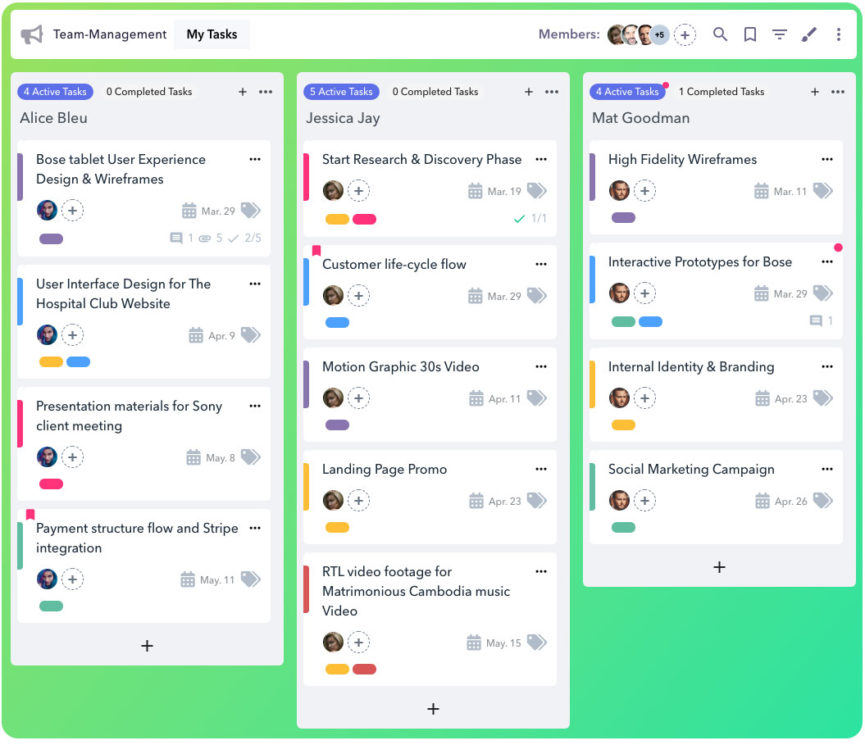 Team-Management
My Tasks
Members:
+5
4 Active Tasks
0 Completed Tasks
Alice Bleu
Bose tablet User Experience
Design & Wireframes
Mar. 29
1 5 2/5
User Interface Design for The
Hospital Club Website
Apr. 9
Presentation materials for Sony
client meeting
May. 8
Payment structure flow and Stripe
integration
May. 11
5 Active Tasks
0 Completed Tasks
Jessica Jay
Start Research & Discovery Phase
Mar. 19
1/1
Customer life-cycle flow
Mar. 29
Motion Graphic 30s Video
Apr. 11
Landing Page Promo
Apr. 23
RTL video footage for
Matrimonious Cambodia music
Video
May. 15
4 Active Tasks
1 Completed Tasks
Mat Goodman
High Fidelity Wireframes
Mar. 11
Interactive Prototypes for Bose
Mar. 29
1
Internal Identity & Branding
Apr. 23
Social Marketing Campaign
Apr. 26